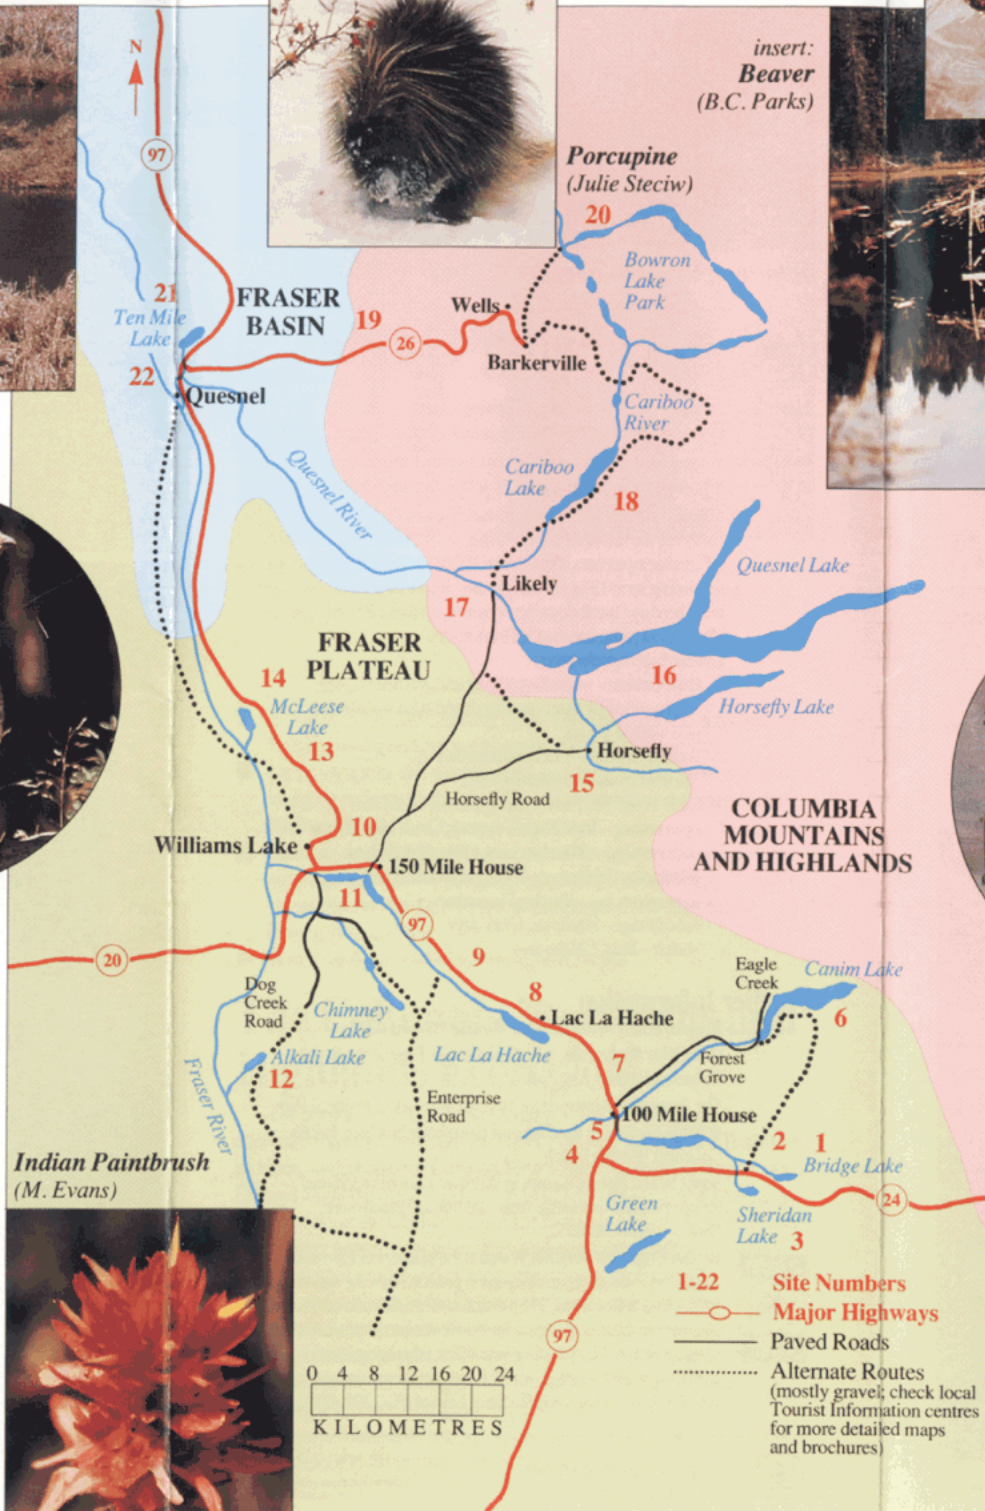 N
insert:
Beaver
(B.C. Parks)
97
Porcupine
(Julie Steciw)
20
Bowron
Lake
Park
21
Ten Mile
Lake
FRASER
BASIN
Wells
19
26
Barkerville
22
Quesnel
Cariboo
River
Quesnel River
Cariboo
Lake
18
Quesnel Lake
Likely
17
FRASER
PLATEAU
14
16
McLeese
Lake
Horsefly Lake
13
Horsefly
15
Horsefly Road
COLUMBIA
MOUNTAINS
AND HIGHLANDS
10
Williams Lake
150 Mile House
11
97
20
9
Eagle
Creek
Canim Lake
Dog
Creek
Road
Chimney
Lake
8
Lac La Hache
6
Lac La Hache
Alkali Lake
12
7
Forest
Grove
Fraser River
Enterprise
Road
100 Mile House
5
4
2
1
Bridge Lake
Indian Paintbrush
(M. Evans)
24
Green
Lake
Sheridan
Lake
3
1-22 Site Numbers
Major Highways
Paved Roads
Alternate Routes
(mostly gravel; check local
Tourist Information centres
for more detailed maps
and brochures)
97
0 4 8 12 16 20 24
KILOMETRES